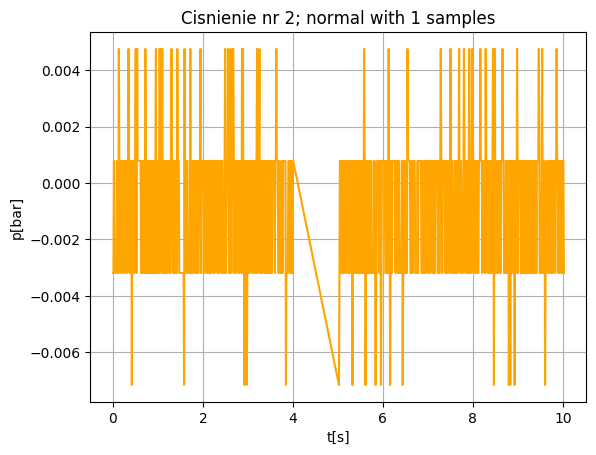 Cisnienie nr 2; normal with 1 samples
0.004
0.002
0.000
−0.002
−0.004
−0.006
p[bar]
0 2 4 6 8 10
t[s]